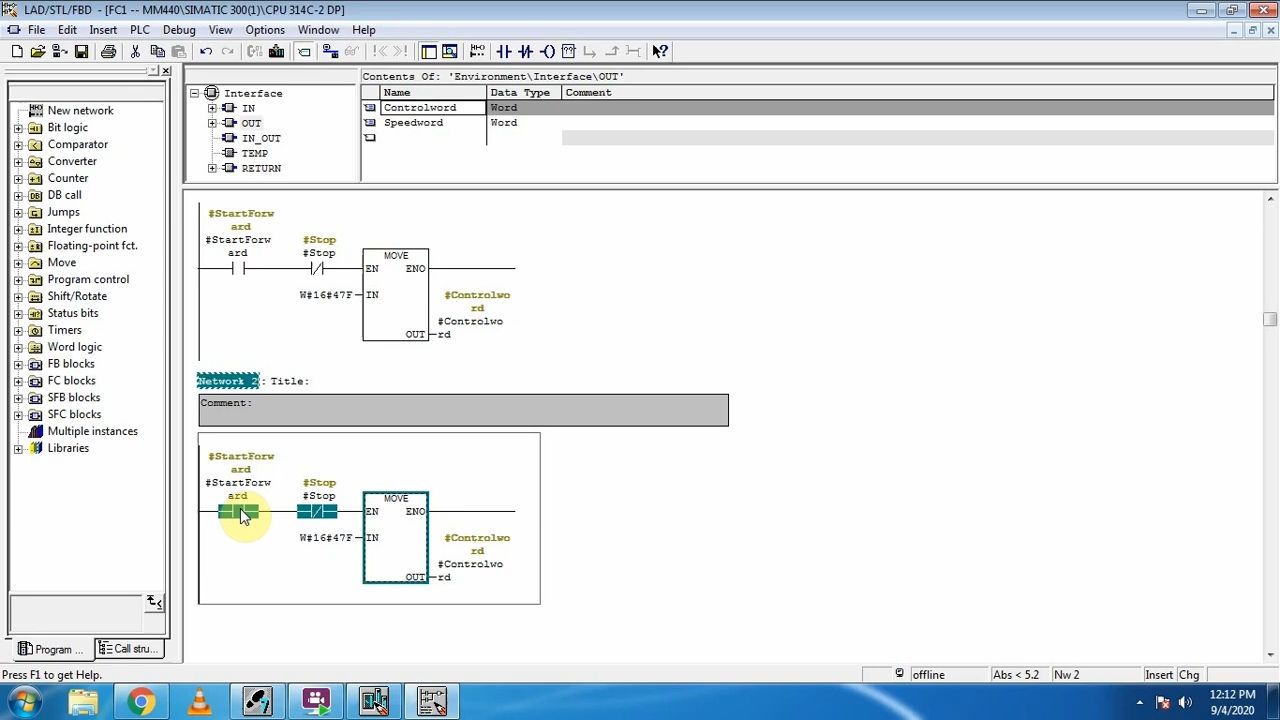 LAD/STL/FBD - [FC1 -- MM440\SIMATIC 300(1)\CPU 314C-2 DP]
File Edit Insert PLC Debug View Options Window Help
Contents Of: 'Environment\Interface\OUT'
Interface
IN
OUT
IN_OUT
TEMP
RETURN
Name Data Type Comment
Controlword Word
Speedword Word
New network
Bit logic
Comparator
Converter
Counter
DB call
Jumps
Integer function
Floating-point fct.
Move
Program control
Shift/Rotate
Status bits
Timers
Word logic
FB blocks
FC blocks
SFB blocks
SFC blocks
Multiple instances
Libraries
Program ... Call stru...
#StartForw
ard
#StartForw
ard
#Stop
#Stop
MOVE
EN ENO
W#16#47F IN
OUT
#Controlwo
rd
#Controlwo
rd
Network 2 : Title:
Comment:
#StartForw
ard
#StartForw
ard
#Stop
#Stop
MOVE
EN ENO
W#16#47F IN
OUT
#Controlwo
rd
#Controlwo
rd
Press F1 to get Help.
offline Abs < 5.2 Nw 2 Insert Chg
12:12 PM
9/4/2020